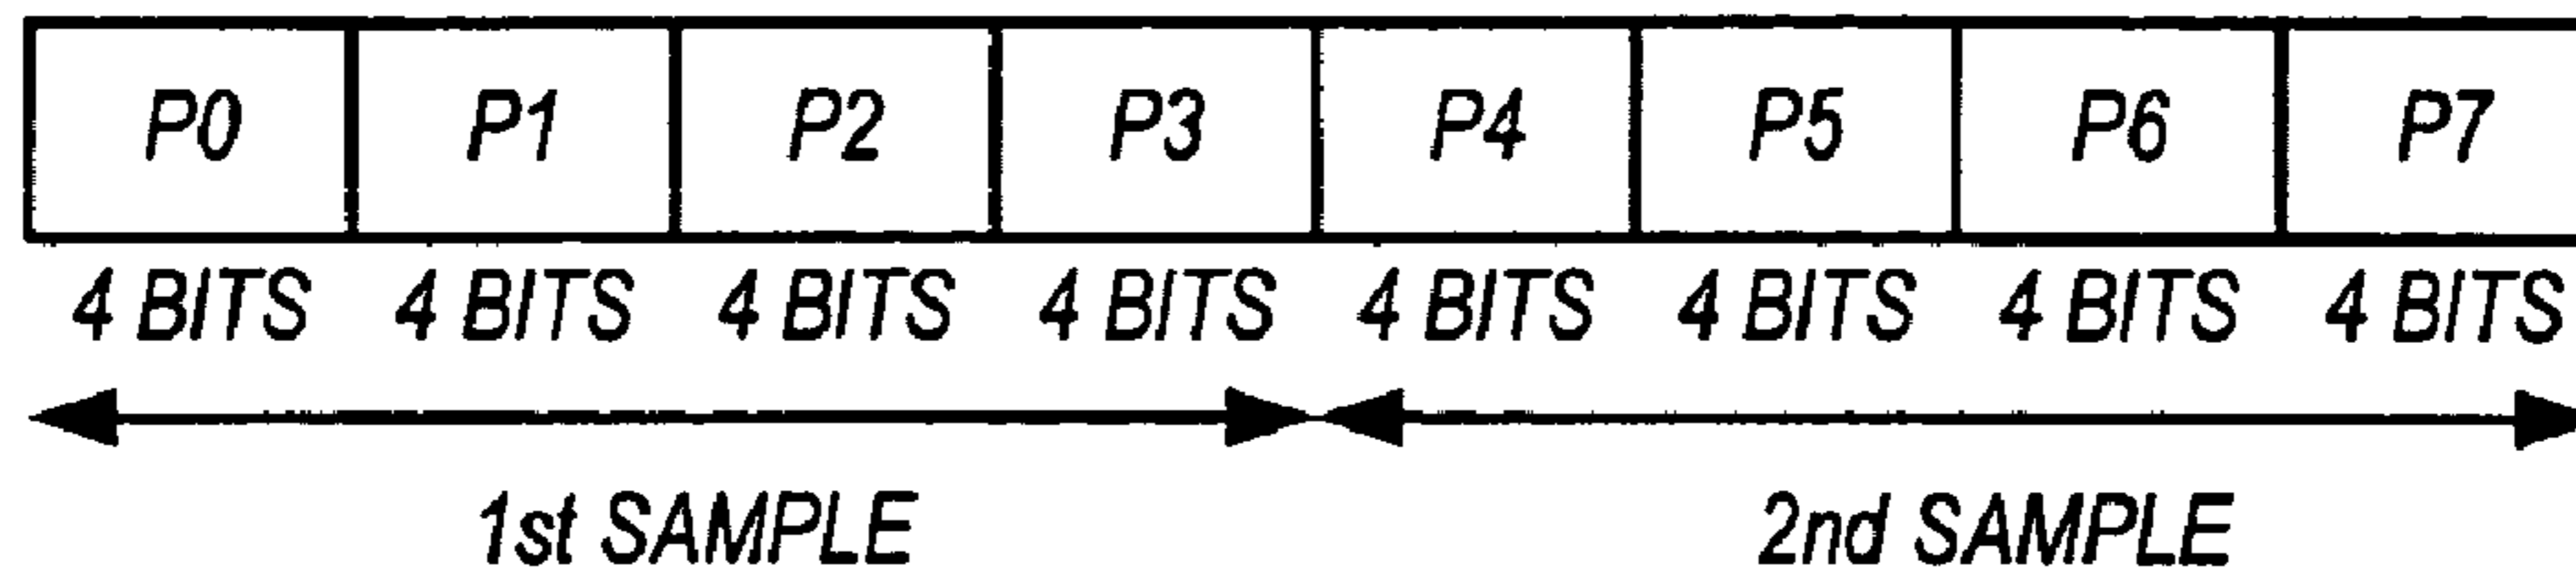 P0 P1 P2 P3 P4 P5 P6 P7
4 BITS 4 BITS 4 BITS 4 BITS 4 BITS 4 BITS 4 BITS 4 BITS
1st SAMPLE 2nd SAMPLE